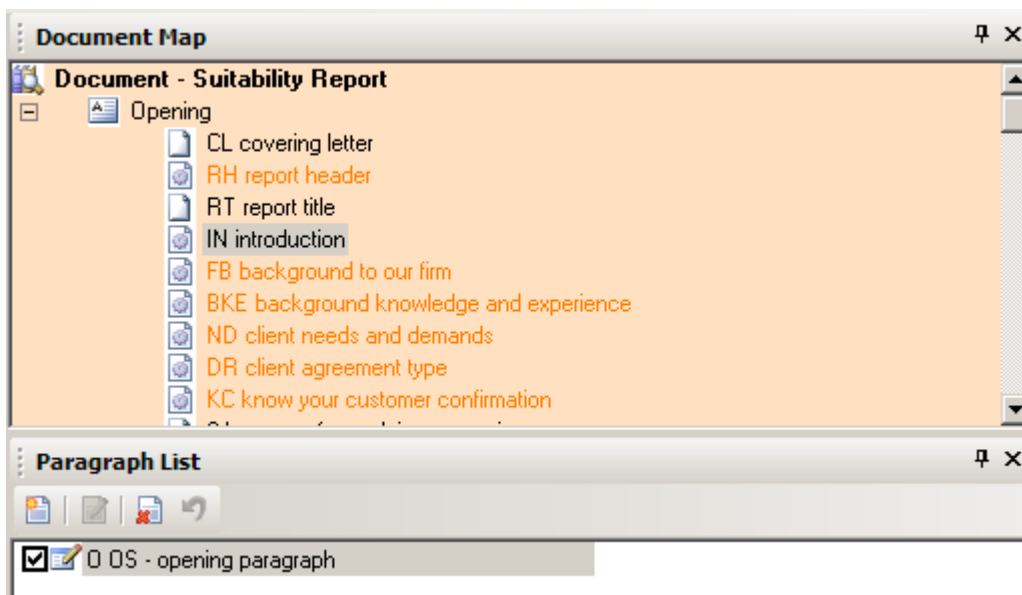 Document Map
Document - Suitability Report
Opening
CL covering letter
RH report header
RT report title
IN introduction
FB background to our firm
BKE background knowledge and experience
ND client needs and demands
DR client agreement type
KC know your customer confirmation
Paragraph List
O OS - opening paragraph